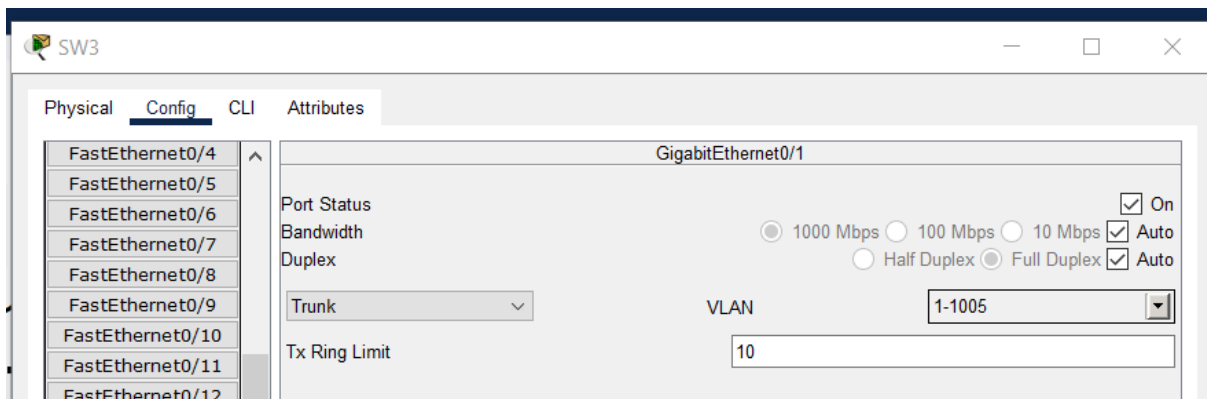 SW3
Physical Config CLI Attributes
FastEthernet0/4
FastEthernet0/5
FastEthernet0/6
FastEthernet0/7
FastEthernet0/8
FastEthernet0/9
FastEthernet0/10
FastEthernet0/11
FastEthernet0/12
GigabitEthernet0/1
Port Status On
Bandwidth 1000 Mbps 100 Mbps 10 Mbps Auto
Duplex Half Duplex Full Duplex Auto
Trunk VLAN 1-1005
Tx Ring Limit 10